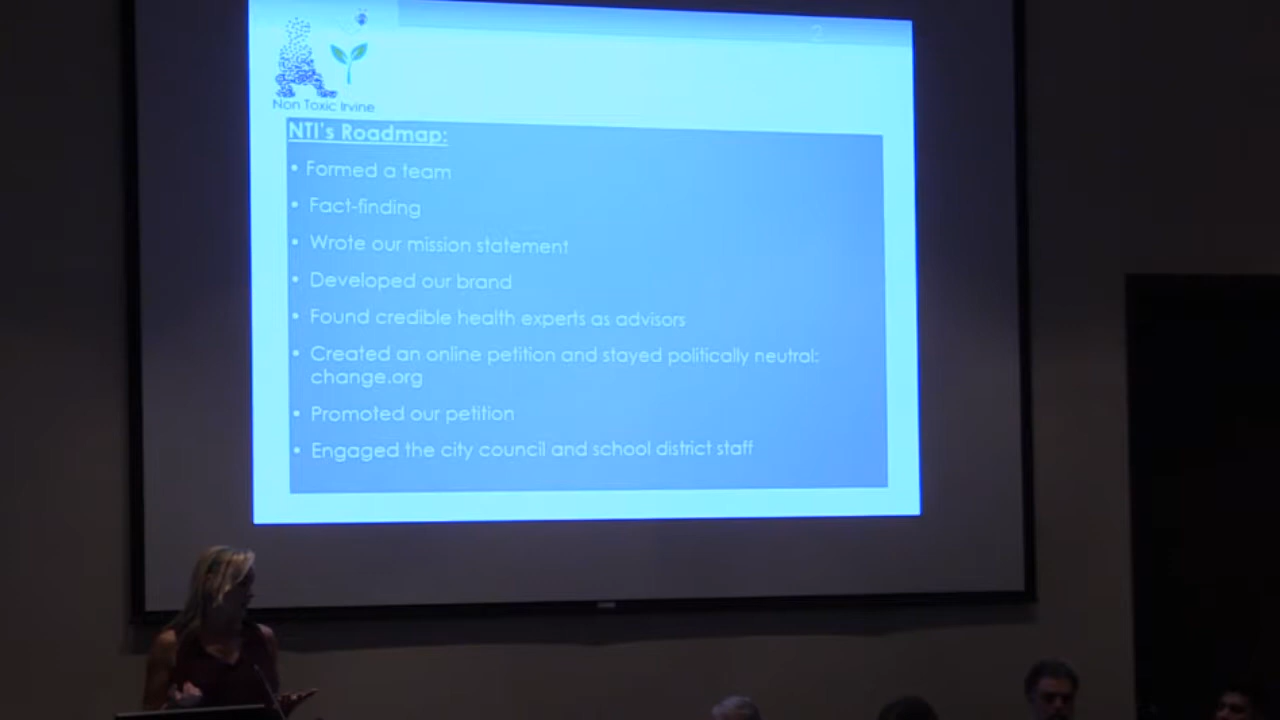 2
Non Toxic Irvine
NTI's Roadmap:
• Formed a team
• Fact-finding
• Wrote our mission statement
• Developed our brand
• Found credible health experts as advisors
• Created an online petition and stayed politically neutral:
change.org
• Promoted our petition
• Engaged the city council and school district staff